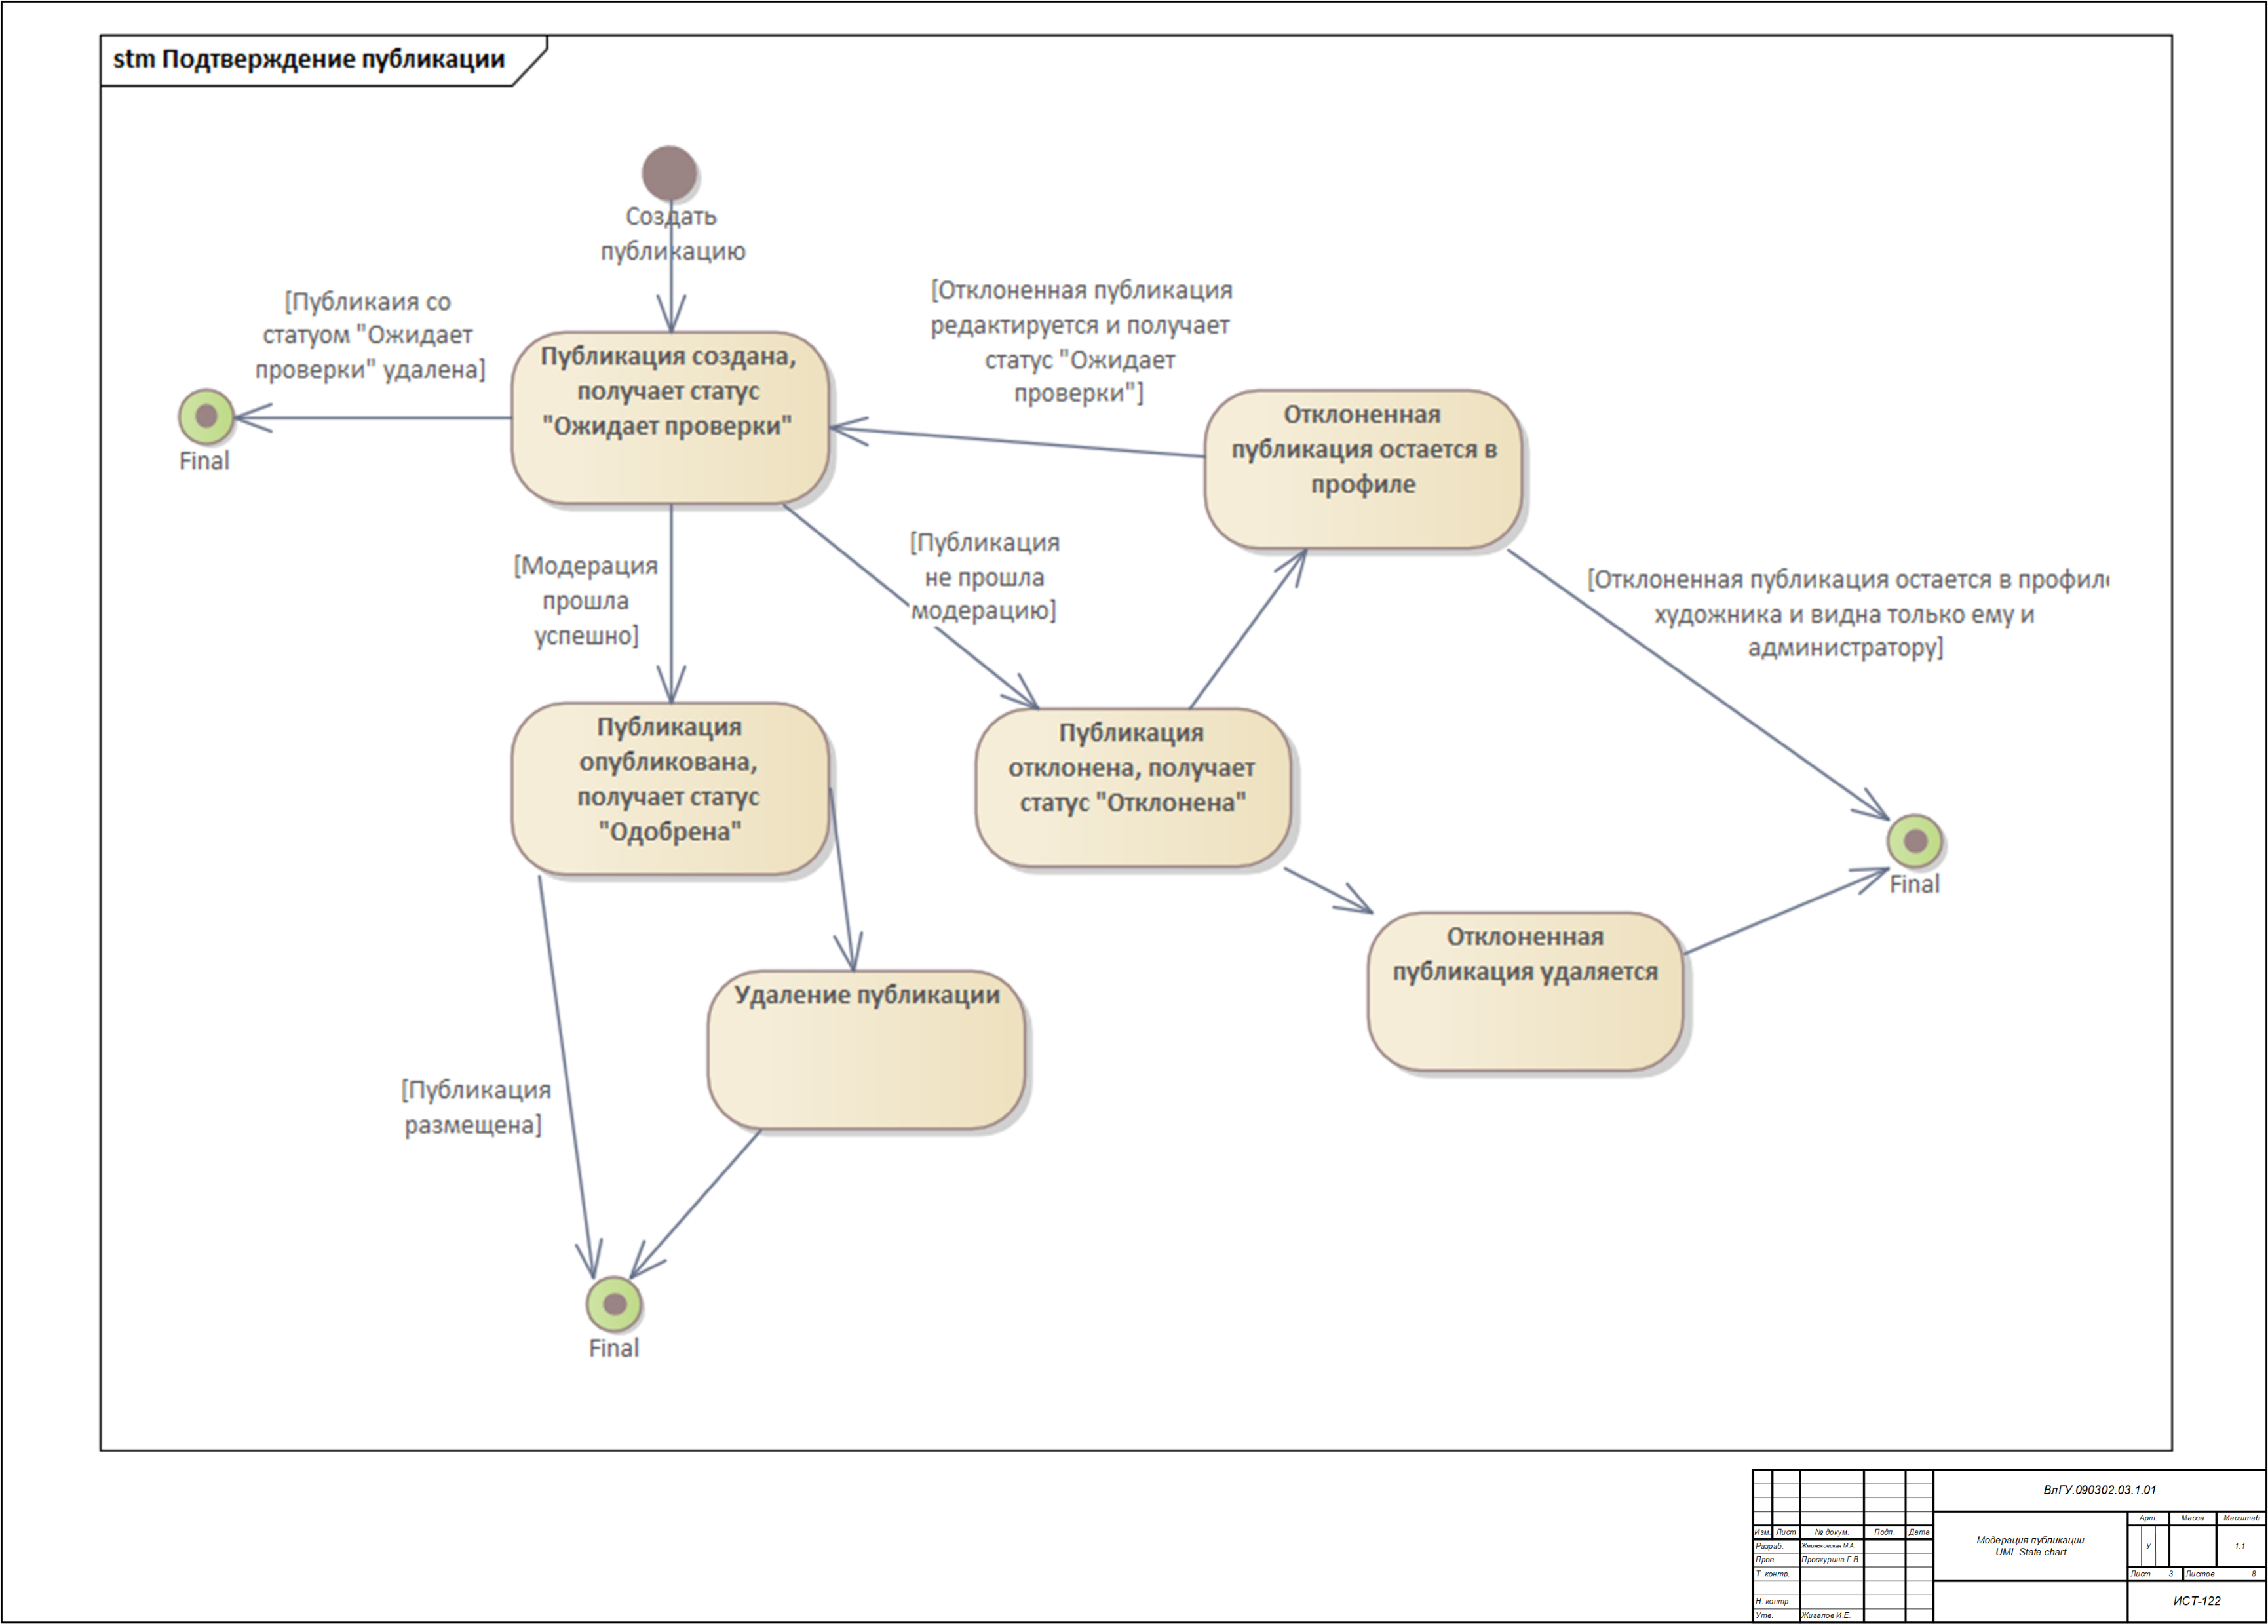 stm Подтверждение публикации
Создать
публикацию
[Публикаия со
статуом "Ожидает
проверки" удалена]
Final
Публикация создана,
получает статус
"Ожидает проверки"
[Отклоненная публикация
редактируется и получает
статус "Ожидает
проверки"]
Отклоненная
публикация остается в
профиле
[Модерация
прошла
успешно]
[Публикация
не прошла
модерацию]
[Отклоненная публикация остается в профиле
художника и видна только ему и
администратору]
Публикация
опубликована,
получает статус
"Одобрена"
Публикация
отклонена, получает
статус "Отклонена"
Final
Отклоненная
публикация удаляется
Удаление публикации
[Публикация
размещена]
Final
ВлГУ.090302.03.1.01
Изм. Лист № докум. Подп. Дата
Разраб.
Пров. Проскурина Г.В.
Т. контр.
Н. контр.
Утв. Жигалов И.Е.
Модерация публикации
UML State chart
Лит. Масса Масштаб
У 1:1
Лист 3 Листов 8
ИСТ-122